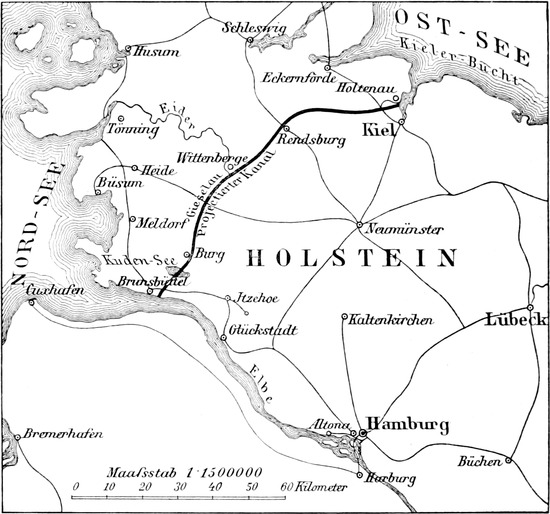 OST-SEE
Kieler-Bucht
Schleswig
Husum
Eckernförde
Holtenau
Eider
Tönning
Rendsburg
Kiel
Wittenberge
Heide
Büsum
Gieselau
Projectierter Kanal
NORD-SEE
Meldorf
Neumünster
Kuden-See
Burg
HOLSTEIN
Brunsbüttel
Cuxhafen
Itzehoe
Glückstadt
Kaltenkirchen
Lübeck
Elbe
Altona
Hamburg
Bremerhafen
Büchen
Maafsstab 1:1500000
0 10 20 30 40 50 60 Kilometer
Harburg